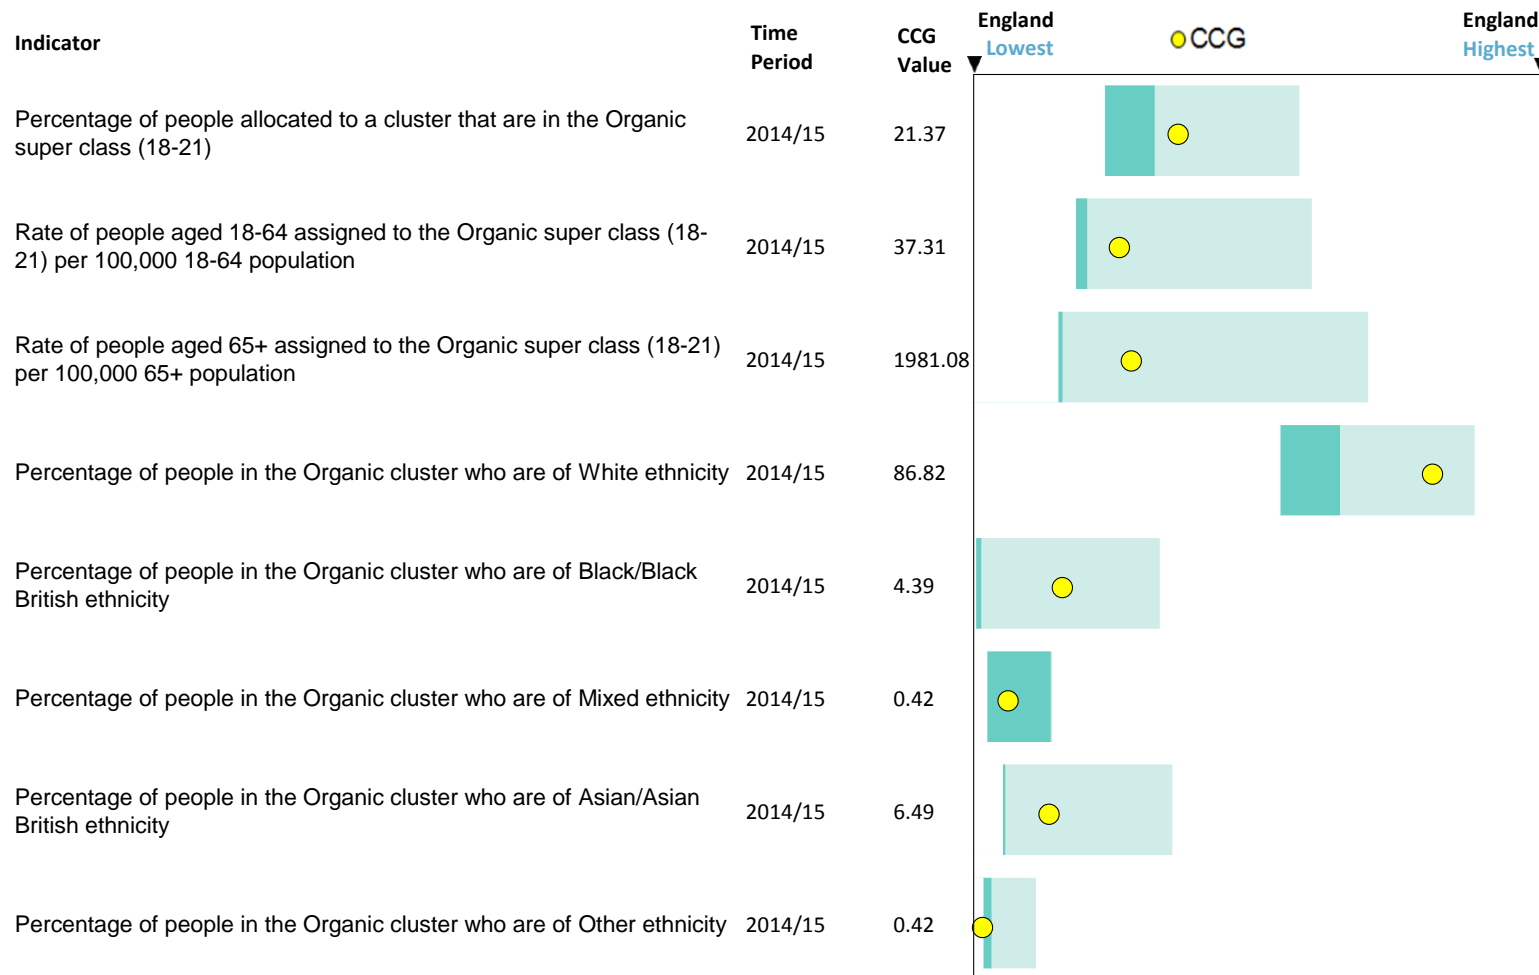 Indicator
Time
Period
CCG
Value
England
Lowest
CCG
England
Highest
Percentage of people allocated to a cluster that are in the Organic
super class (18-21)
2014/15
21.37
Rate of people aged 18-64 assigned to the Organic super class (18-
21) per 100,000 18-64 population
2014/15
37.31
Rate of people aged 65+ assigned to the Organic super class (18-21)
per 100,000 65+ population
2014/15
1981.08
Percentage of people in the Organic cluster who are of White ethnicity
2014/15
86.82
Percentage of people in the Organic cluster who are of Black/Black
British ethnicity
2014/15
4.39
Percentage of people in the Organic cluster who are of Mixed ethnicity
2014/15
0.42
Percentage of people in the Organic cluster who are of Asian/Asian
British ethnicity
2014/15
6.49
Percentage of people in the Organic cluster who are of Other ethnicity
2014/15
0.42